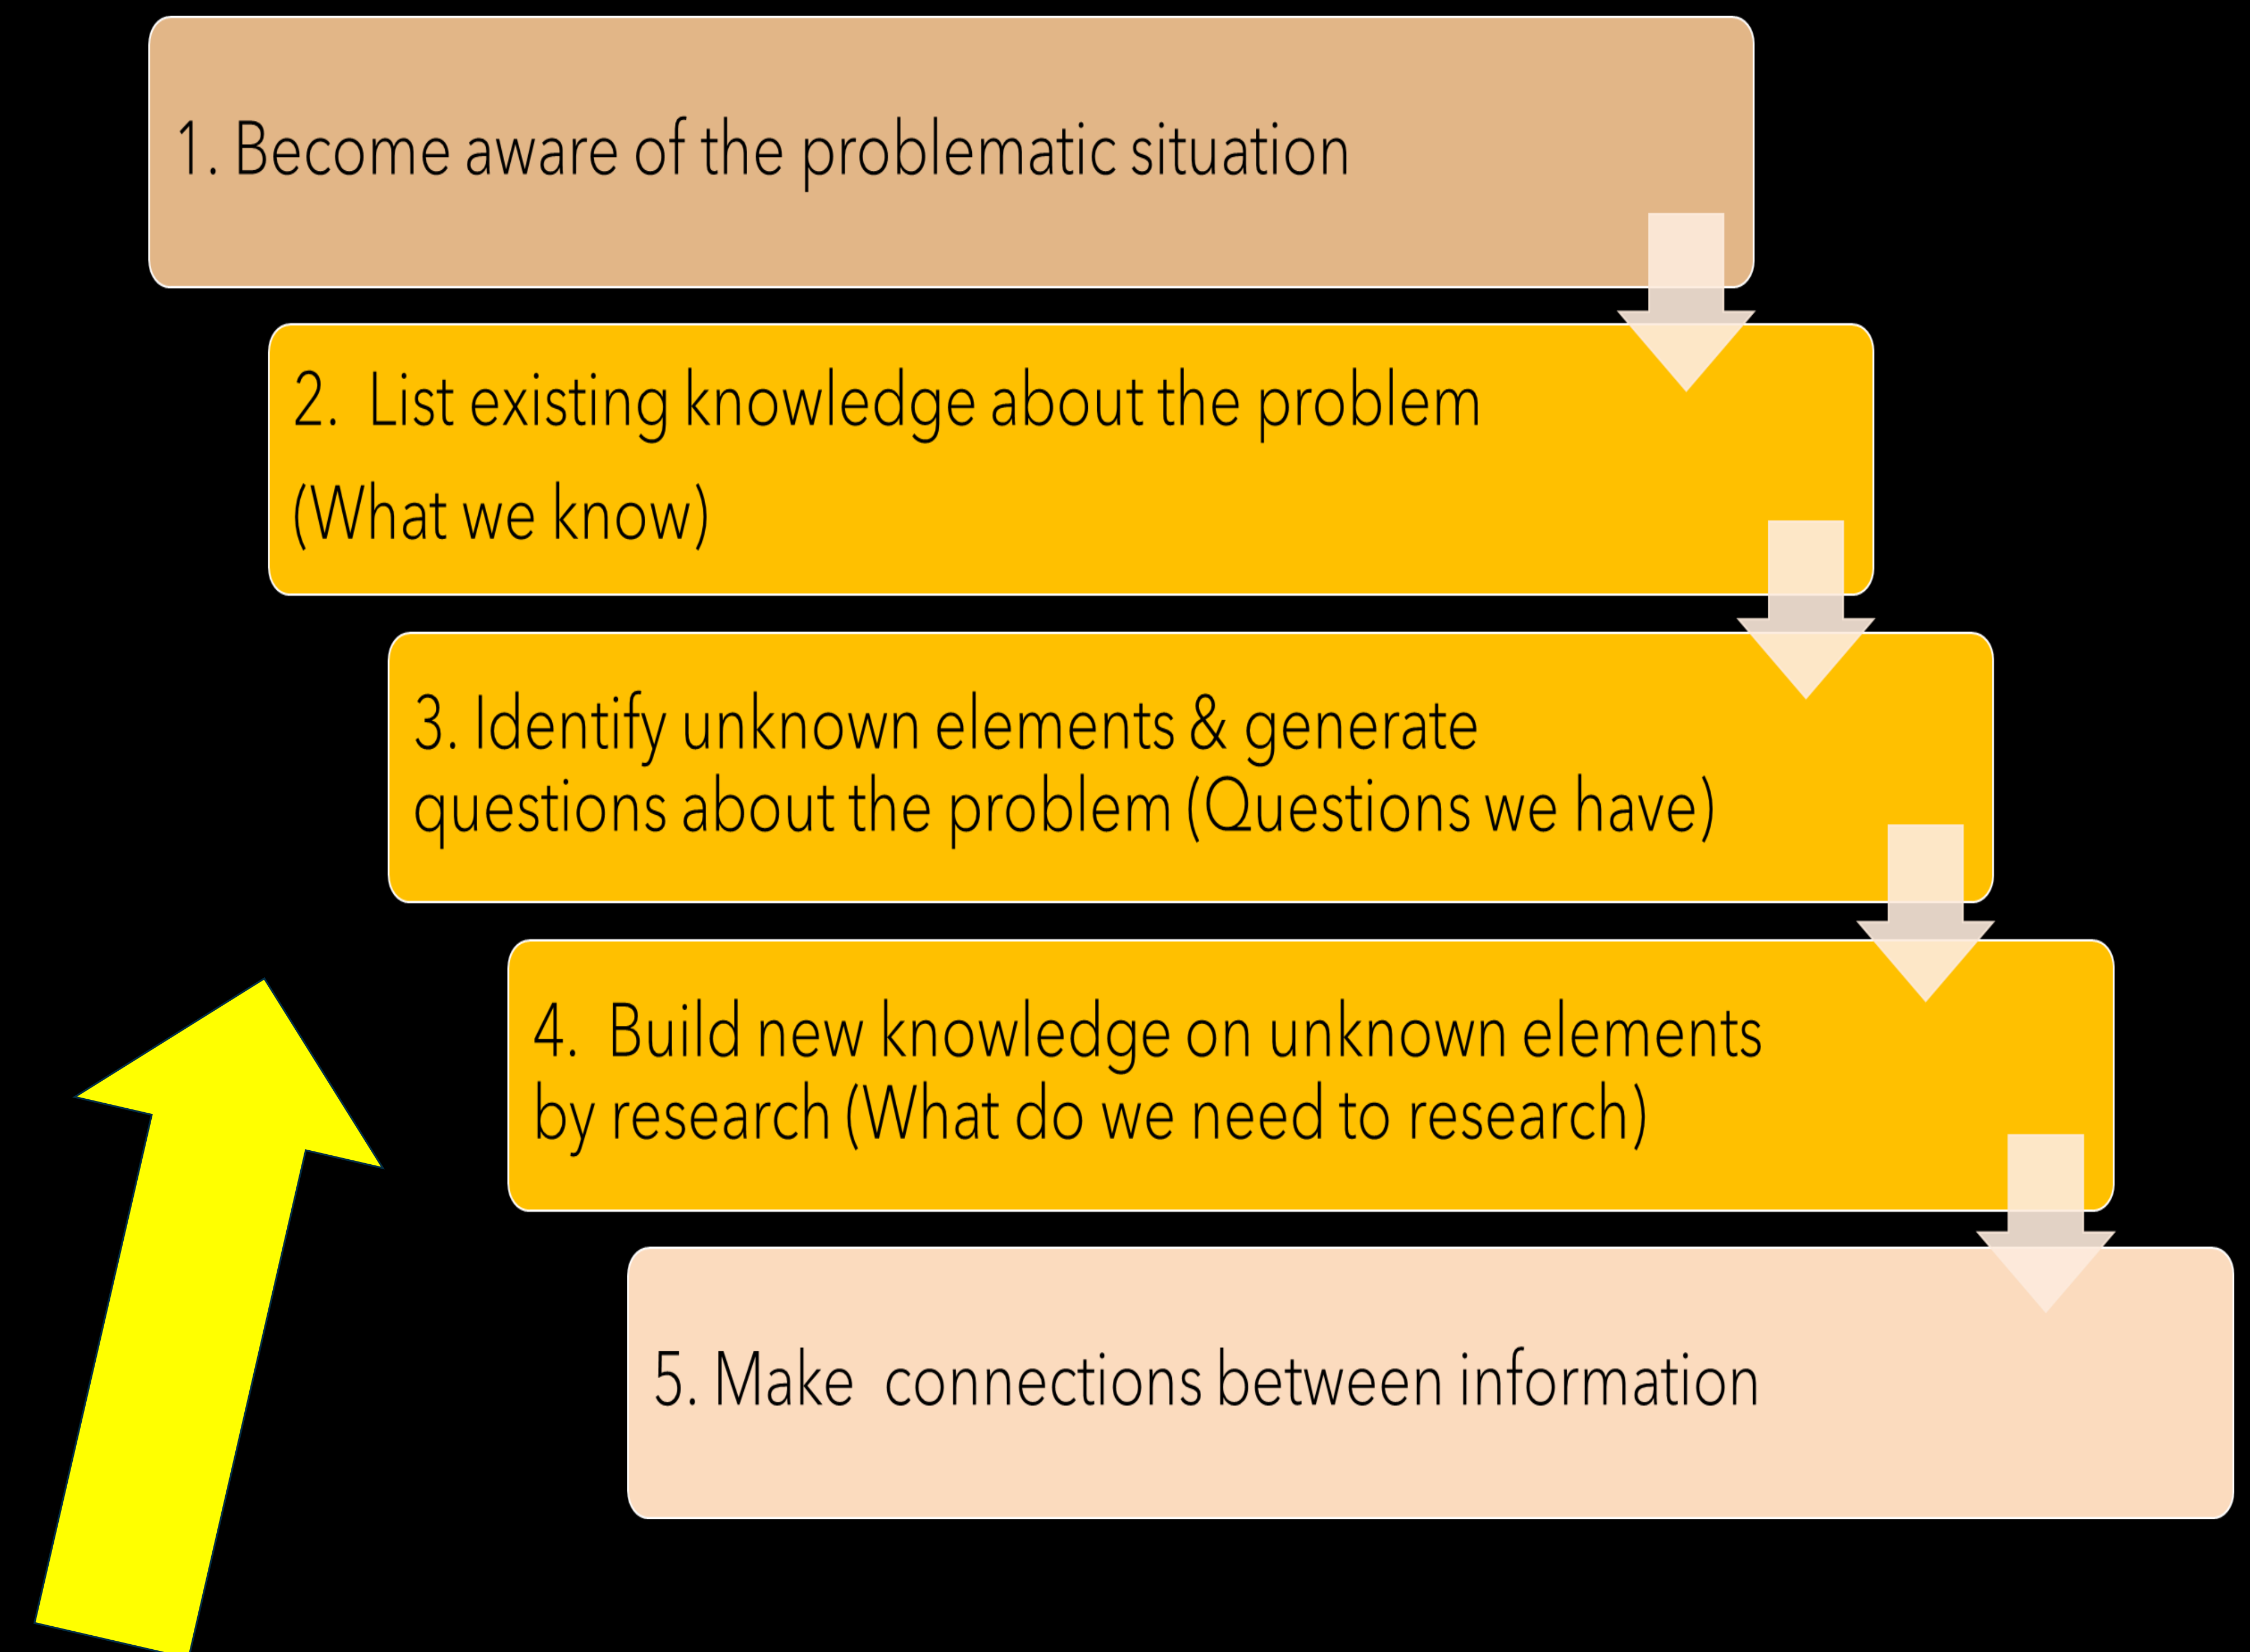 1. Become aware of the problematic situation
2.  List existing knowledge about the problem
(What we know)
3. Identify unknown elements & generate
questions about the problem (Questions we have)
4.  Build new knowledge on unknown elements
by research (What do we need to research)
5. Make  connections between information